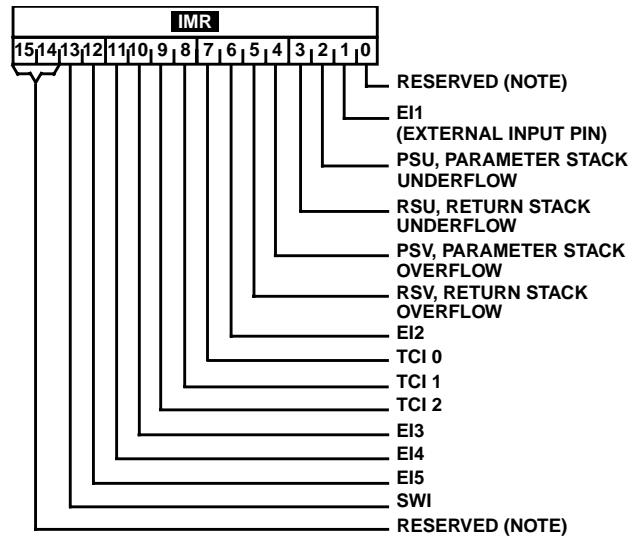 IMR
15 14 13 12 11 10 9 8 7 6 5 4 3 2 1 0
RESERVED (NOTE)
EI1
(EXTERNAL INPUT PIN)
PSU, PARAMETER STACK
UNDERFLOW
RSU, RETURN STACK
UNDERFLOW
PSV, PARAMETER STACK
OVERFLOW
RSV, RETURN STACK
OVERFLOW
EI2
TCI 0
TCI 1
TCI 2
EI3
EI4
EI5
SWI
RESERVED (NOTE)